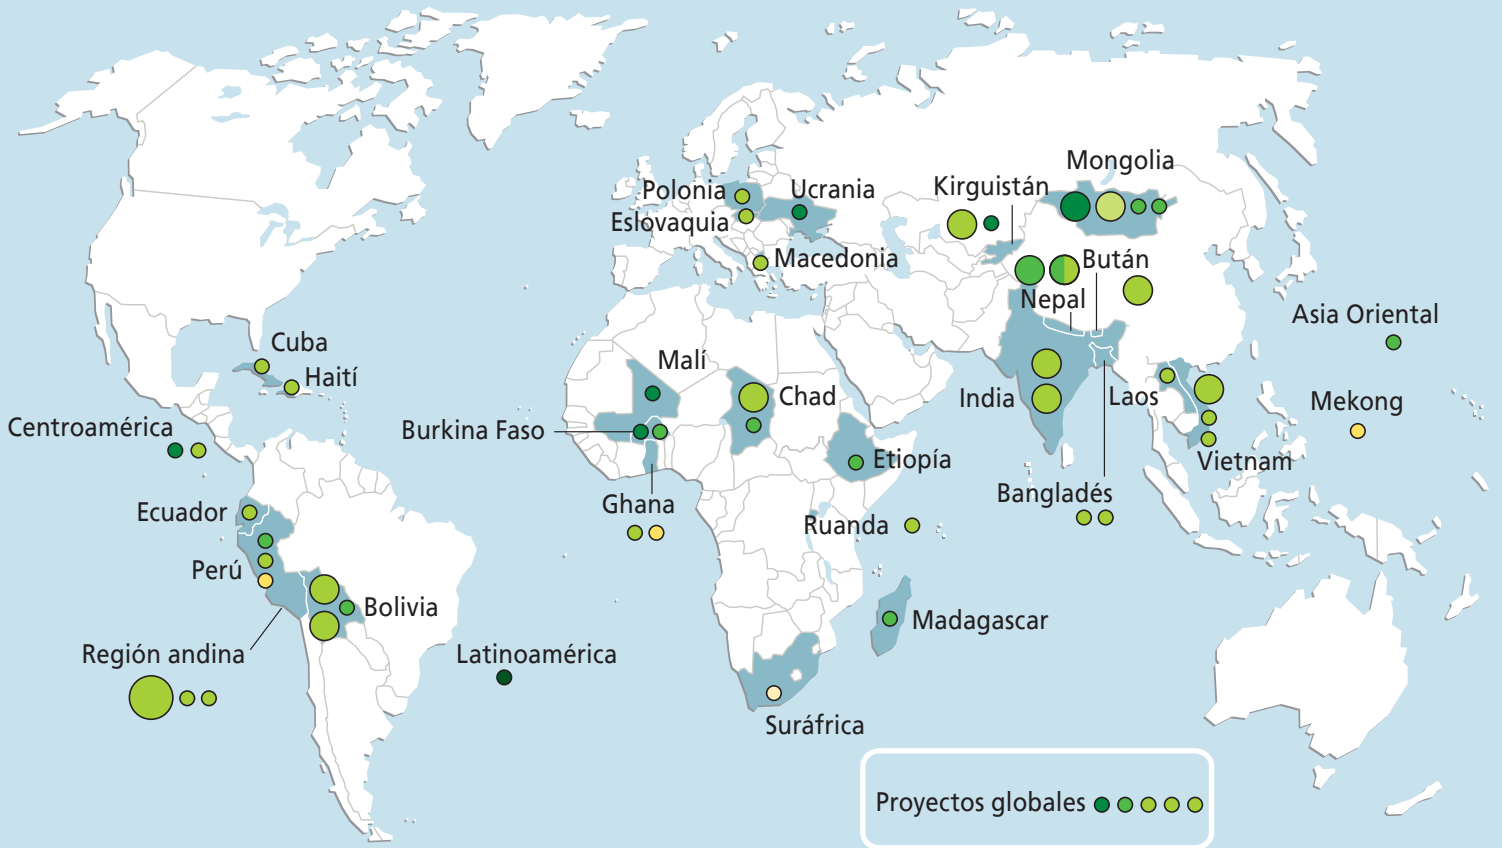 Mongolia
Kirguistán
Polonia
Ucrania
Eslovaquia
Macedonia
Bután
Nepal
Asia Oriental
Cuba
Haití
Malí
Chad
India
Laos
Mekong
Centroamérica
Burkina Faso
Etiopía
Vietnam
Bangladés
Ecuador
Ghana
Ruanda
Perú
Bolivia
Madagascar
Región andina
Latinoamérica
Suráfrica
Proyectos globales